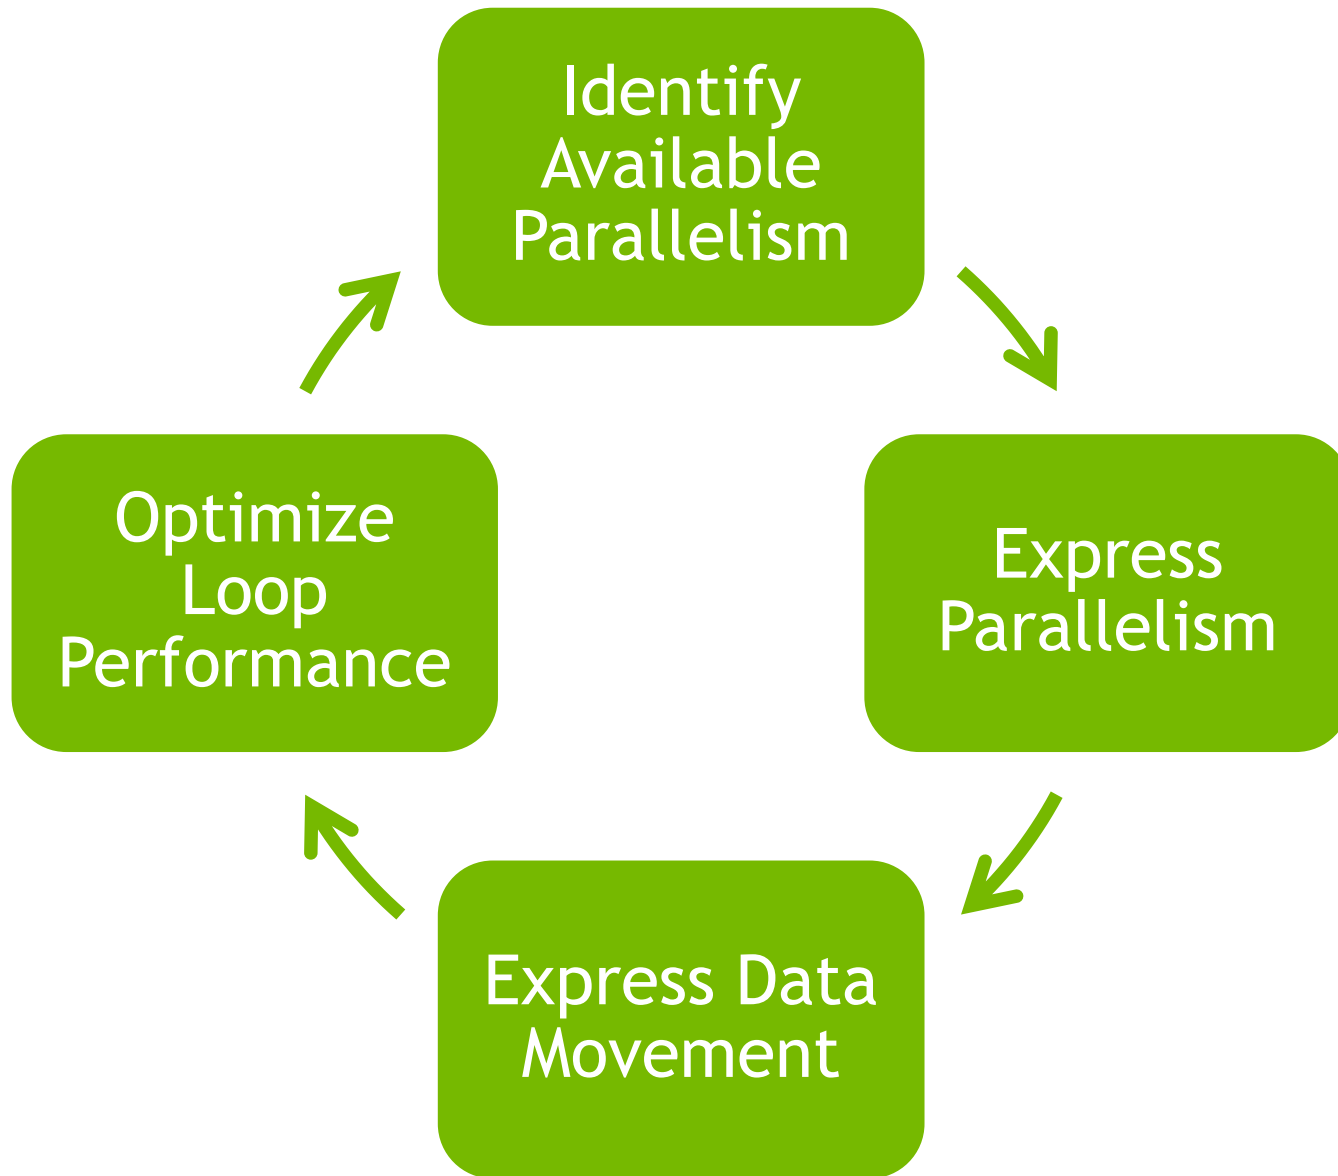 Identify
Available
Parallelism
Express
Parallelism
Express Data
Movement
Optimize
Loop
Performance